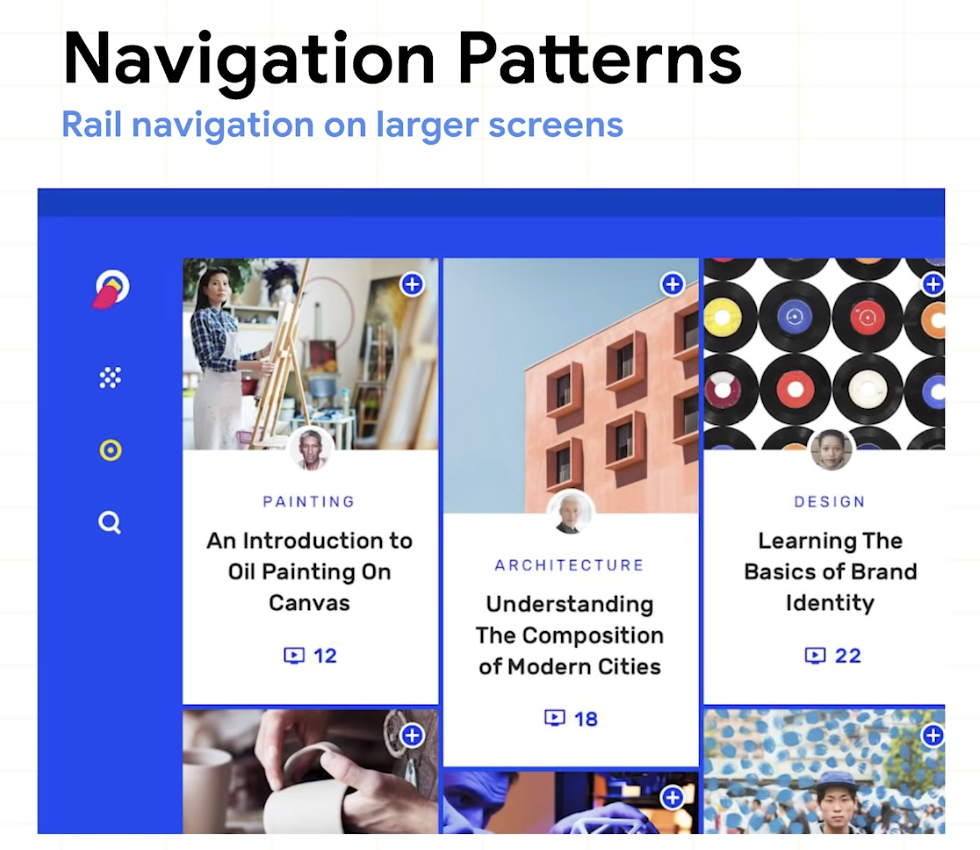 Navigation Patterns
Rail navigation on larger screens
PAINTING
An Introduction to
Oil Painting On
Canvas
12
ARCHITECTURE
Understanding
The Composition
of Modern Cities
18
DESIGN
Learning The
Basics of Brand
Identity
22